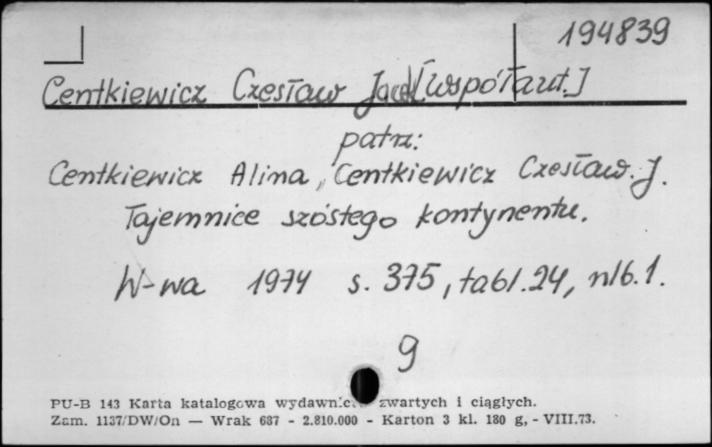 194839
Centkiewicz Czesław Jacek [współaut.]
patrz:
Centkiewicz Alina, Centkiewicz Czesław J.
Tajemnice szóstego kontynentu.
W-wa 1974 s. 375, tabl. 24, nlb. 1.
9
PU-B 143 Karta katalogowa wydawnic zwartych i ciągłych.
Zam. 1137/DW/On — Wrak 687 - 2.810.000 - Karton 3 kl. 180 g, - VIII.73.